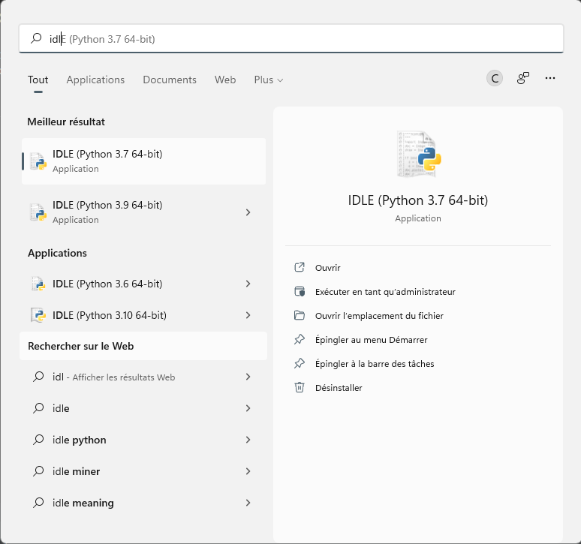 idlE (Python 3.7 64-bit)
Tout Applications Documents Web Plus
C
Meilleur résultat
IDLE (Python 3.7 64-bit)
Application
IDLE (Python 3.9 64-bit)
Application
Applications
IDLE (Python 3.6 64-bit)
IDLE (Python 3.10 64-bit)
Rechercher sur le Web
idl - Afficher les résultats Web
idle
idle python
idle miner
idle meaning
IDLE (Python 3.7 64-bit)
Application
Ouvrir
Exécuter en tant qu'administrateur
Ouvrir l'emplacement du fichier
Épingler au menu Démarrer
Épingler à la barre des tâches
Désinstaller